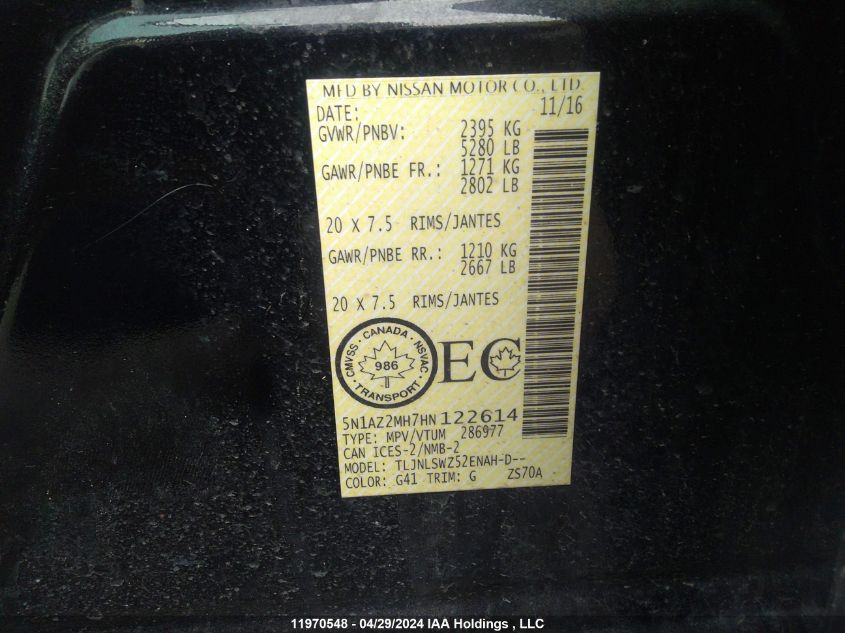 MFD BY NISSAN MOTOR CO., LTD.
DATE: 11/16
GVWR/PNBV: 2395 KG
5280 LB
GAWR/PNBE FR.: 1271 KG
2802 LB
20 X 7.5 RIMS/JANTES
GAWR/PNBE RR.: 1210 KG
2667 LB
20 X 7.5 RIMS/JANTES
CANADA
CMVSS · NSVAC
986
TRANSPORT
EC
5N1AZ2MH7HN122614
TYPE: MPV/VTUM 286977
CAN ICES-2/NMB-2
MODEL: TLJNLSWZ52ENAH-D--
COLOR: G41 TRIM: G ZS70A
11970548 - 04/29/2024 IAA Holdings , LLC